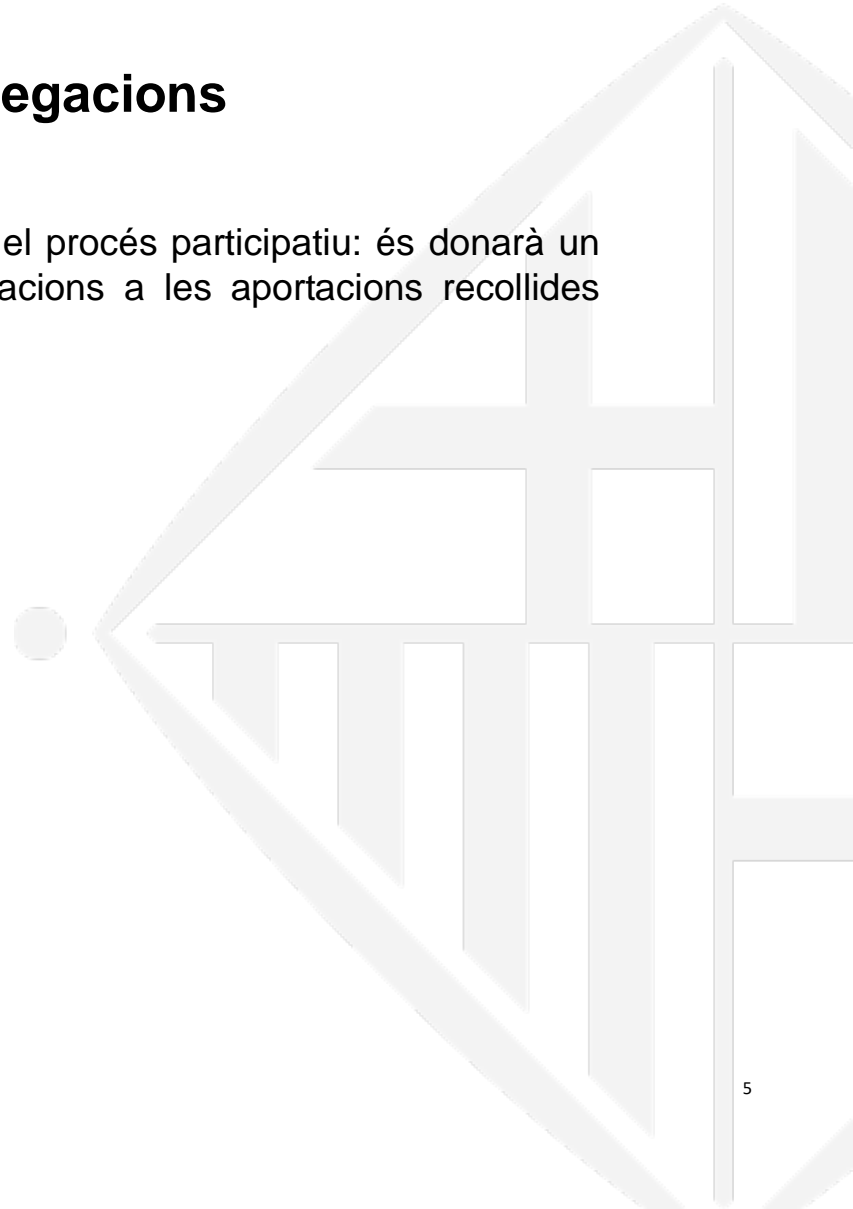 egacions
el procés participatiu: és donarà un
acions a les aportacions recollides
5